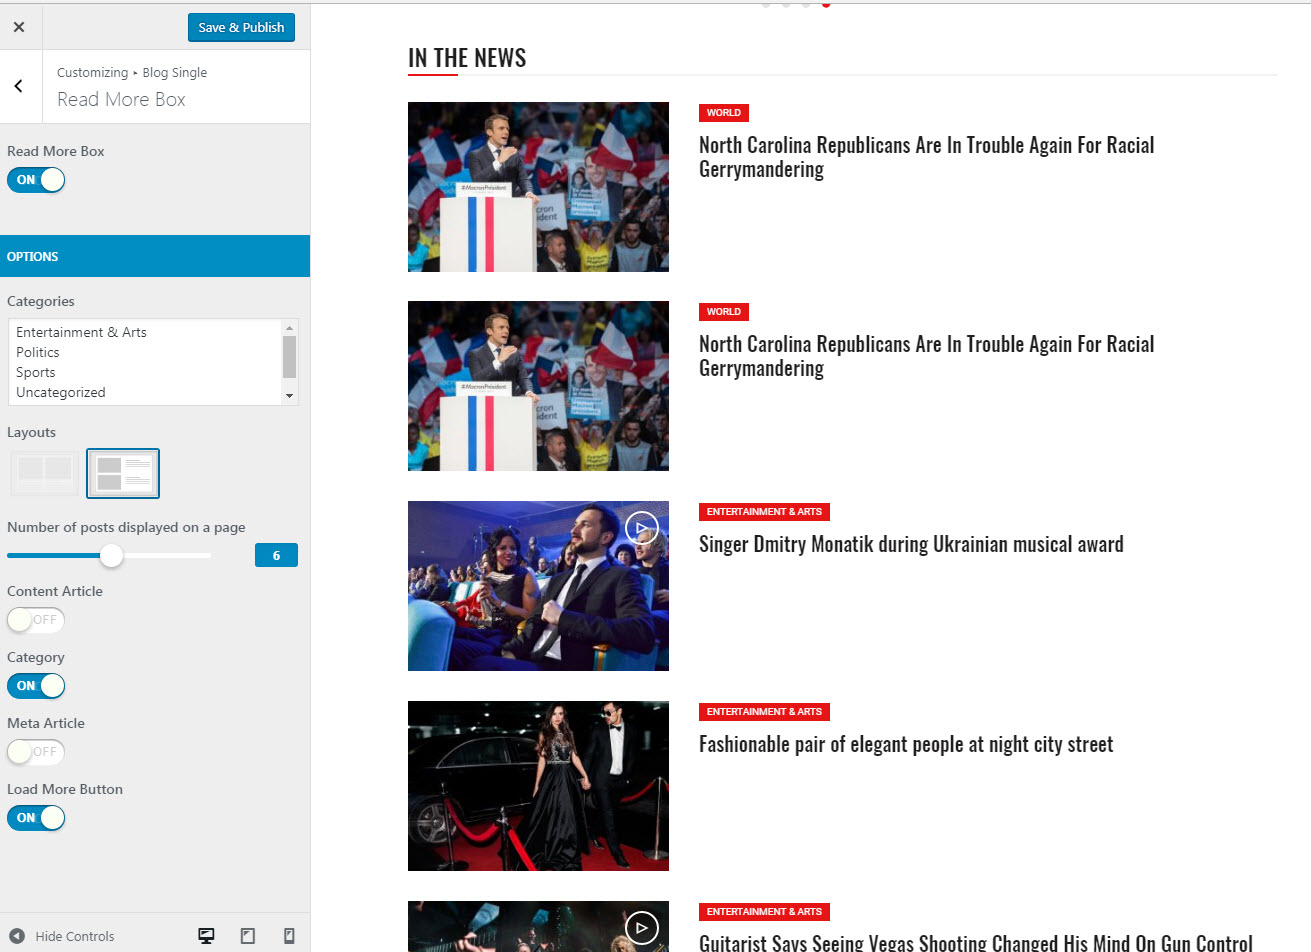 Save & Publish
Customizing ▸ Blog Single
Read More Box
Read More Box
ON
OPTIONS
Categories
Entertainment & Arts
Politics
Sports
Uncategorized
Layouts
Number of posts displayed on a page
6
Content Article
OFF
Category
ON
Meta Article
OFF
Load More Button
ON
Hide Controls
IN THE NEWS
#MacronPrésident
WORLD
North Carolina Republicans Are In Trouble Again For Racial
Gerrymandering
#MacronPrésident
WORLD
North Carolina Republicans Are In Trouble Again For Racial
Gerrymandering
ENTERTAINMENT & ARTS
Singer Dmitry Monatik during Ukrainian musical award
ENTERTAINMENT & ARTS
Fashionable pair of elegant people at night city street
ENTERTAINMENT & ARTS
Guitarist Says Seeing Vegas Shooting Changed His Mind On Gun Control